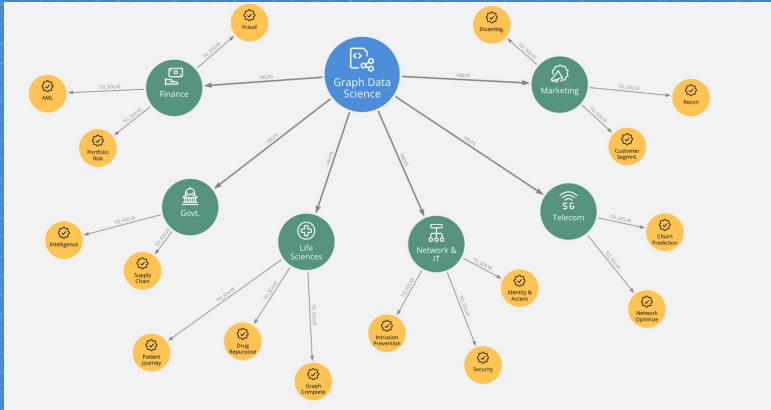 Fraud
Disambig.
TO_SOLVE
TO_SOLVE
Graph Data
Science
HELPS
HELPS
AML
TO_SOLVE
Finance
Marketing
TO_SOLVE
Recon
TO_SOLVE
TO_SOLVE
Portfolio
Risk
Customer
Segmnt.
HELPS
HELPS
HELPS
HELPS
Govt.
5G
Telecom
TO_SOLVE
Intelligence
TO_SOLVE
Supply
Chain
Life
Sciences
Network &
IT
TO_SOLVE
Churn
Prediction
TO_SOLVE
TO_SOLVE
TO_SOLVE
TO_SOLVE
TO_SOLVE
TO_SOLVE
TO_SOLVE
Identity &
Access
Network
Optimize
Patient
Journey
Drug
Repurpose
Graph
Complete
Intrusion
Prevention
Security